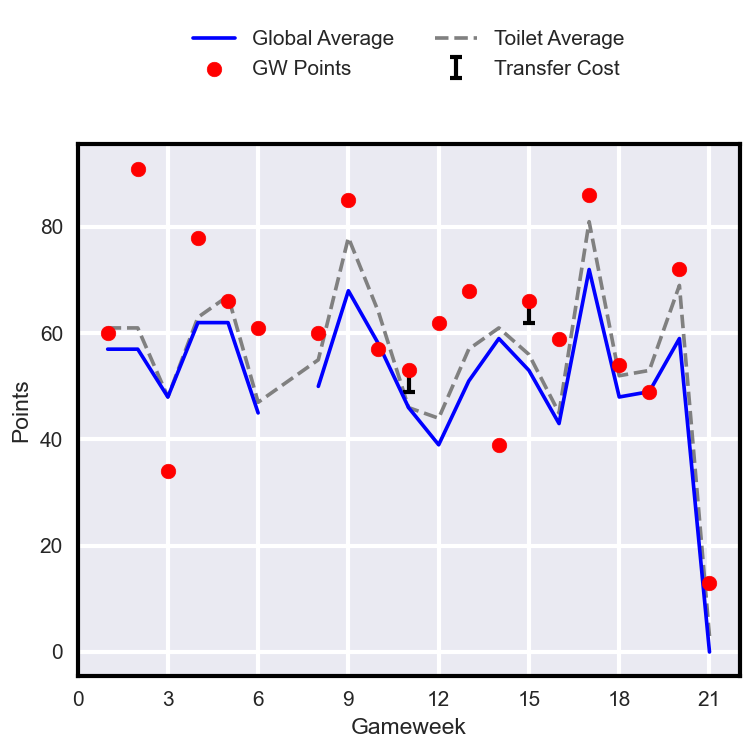 Global Average
Toilet Average
GW Points
Transfer Cost
80
60
40
20
0
Points
0 3 6 9 12 15 18 21
Gameweek